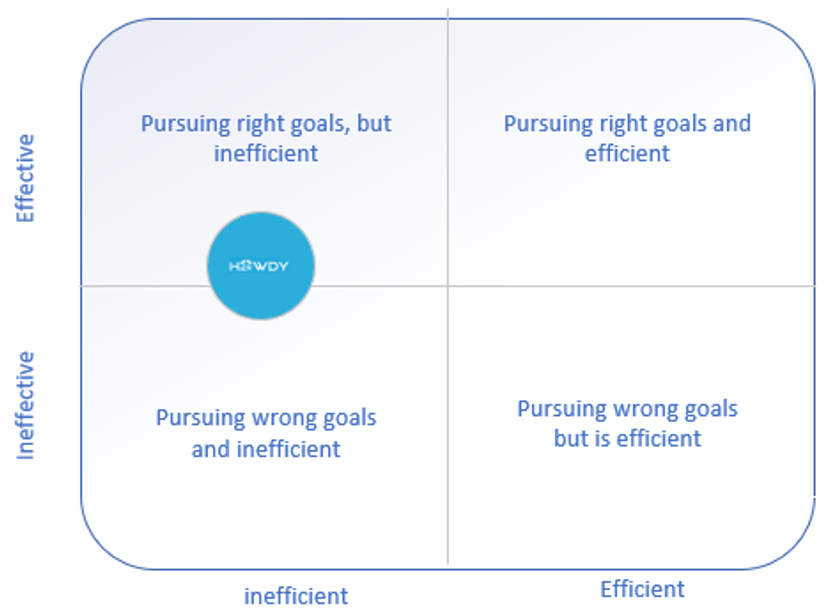 Effective
Pursuing right goals, but
inefficient
Pursuing right goals and
efficient
HOWDY
Ineffective
Pursuing wrong goals
and inefficient
Pursuing wrong goals
but is efficient
inefficient
Efficient